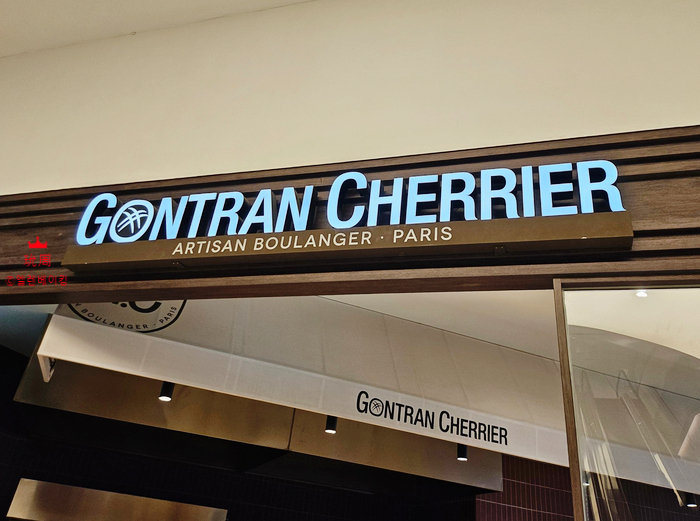 GONTRAN CHERRIER
ARTISAN BOULANGER · PARIS
BOULANGER · PARIS
GONTRAN CHERRIER